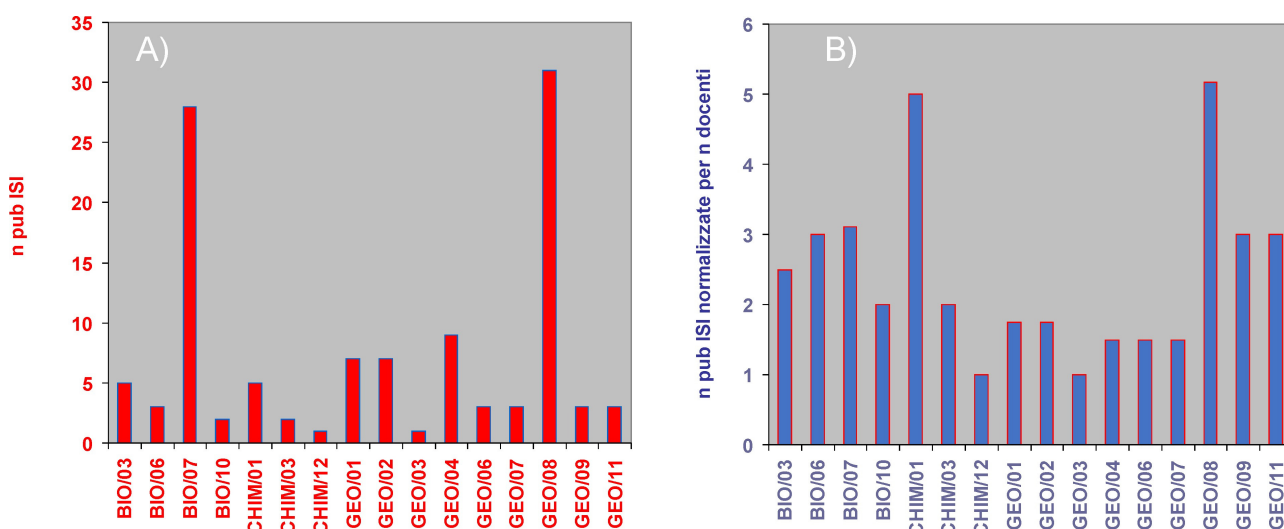 A)
n pub ISI
35
30
25
20
15
10
5
0
BIO/03
BIO/06
BIO/07
BIO/10
CHIM/01
CHIM/03
CHIM/12
GEO/01
GEO/02
GEO/03
GEO/04
GEO/06
GEO/07
GEO/08
GEO/09
GEO/11
B)
n pub ISI normalizzate per n docenti
6
5
4
3
2
1
0
BIO/03
BIO/06
BIO/07
BIO/10
CHIM/01
CHIM/03
CHIM/12
GEO/01
GEO/02
GEO/03
GEO/04
GEO/06
GEO/07
GEO/08
GEO/09
GEO/11